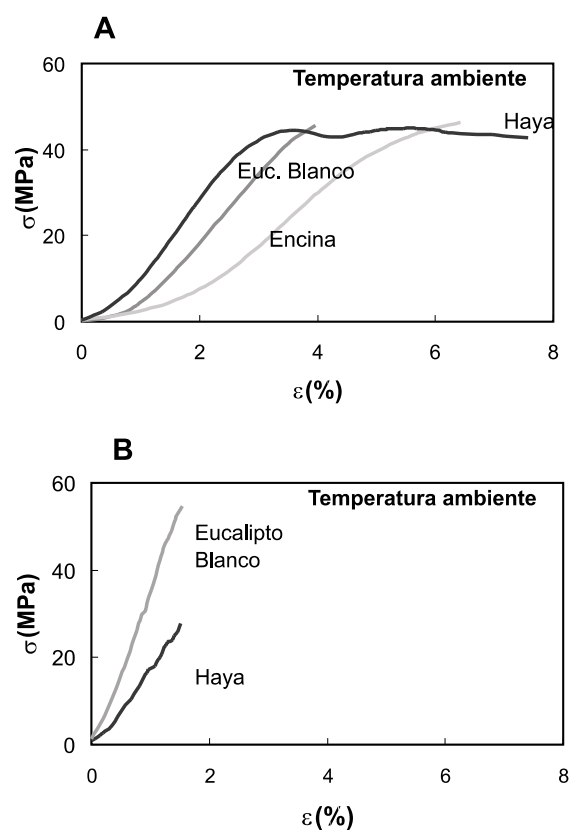 A
60
Temperatura ambiente
Haya
40
Euc. Blanco
σ(MPa)
Encina
20
0
0 2 4 6 8
ε(%)
B
60
Temperatura ambiente
Eucalipto
Blanco
40
σ(MPa)
20
Haya
0
0 2 4 6 8
ε(%)